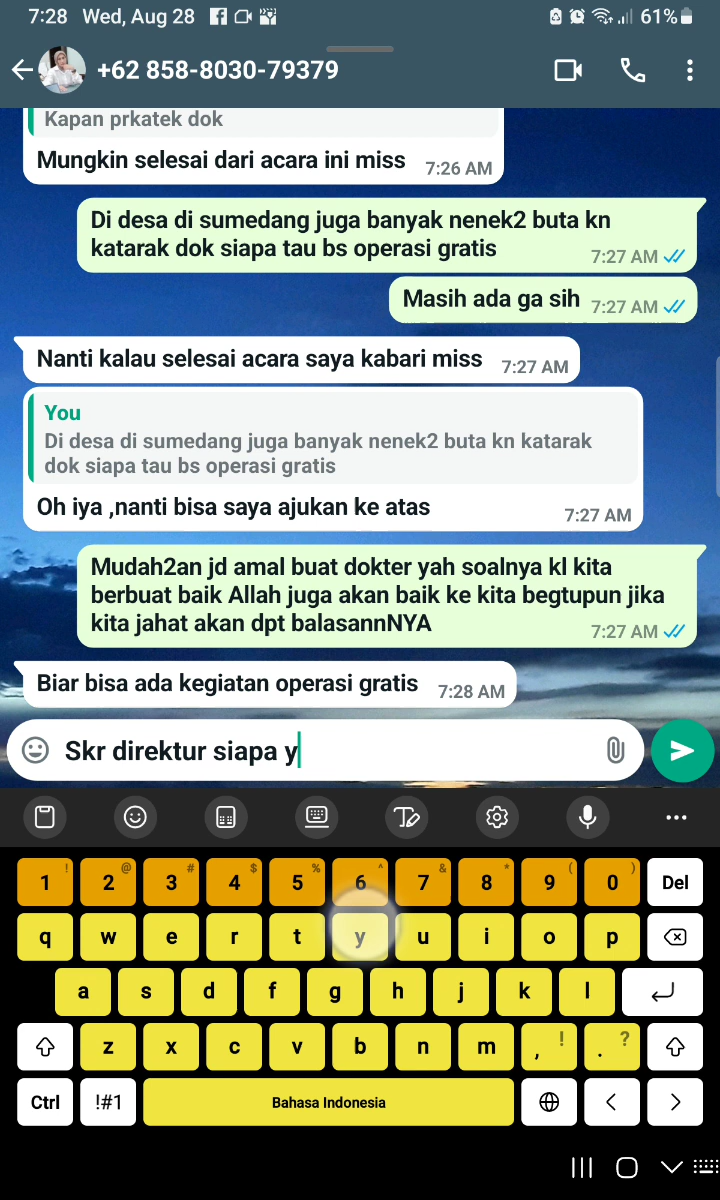 7:28 Wed, Aug 28
61%
+62 858-8030-79379
Kapan prkatek dok
Mungkin selesai dari acara ini miss 7:26 AM
Di desa di sumedang juga banyak nenek2 buta kn
katarak dok siapa tau bs operasi gratis 7:27 AM
Masih ada ga sih 7:27 AM
Nanti kalau selesai acara saya kabari miss 7:27 AM
You
Di desa di sumedang juga banyak nenek2 buta kn katarak
dok siapa tau bs operasi gratis
Oh iya ,nanti bisa saya ajukan ke atas 7:27 AM
Mudah2an jd amal buat dokter yah soalnya kl kita
berbuat baik Allah juga akan baik ke kita begtupun jika
kita jahat akan dpt balasannNYA 7:27 AM
Biar bisa ada kegiatan operasi gratis 7:28 AM
Skr direktur siapa y
! @ # $ % ^ & * ( )
1 2 3 4 5 6 7 8 9 0 Del
q w e r t y u i o p
a s d f g h j k l
z x c v b n m , ! . ?
Ctrl !#1 Bahasa Indonesia < >